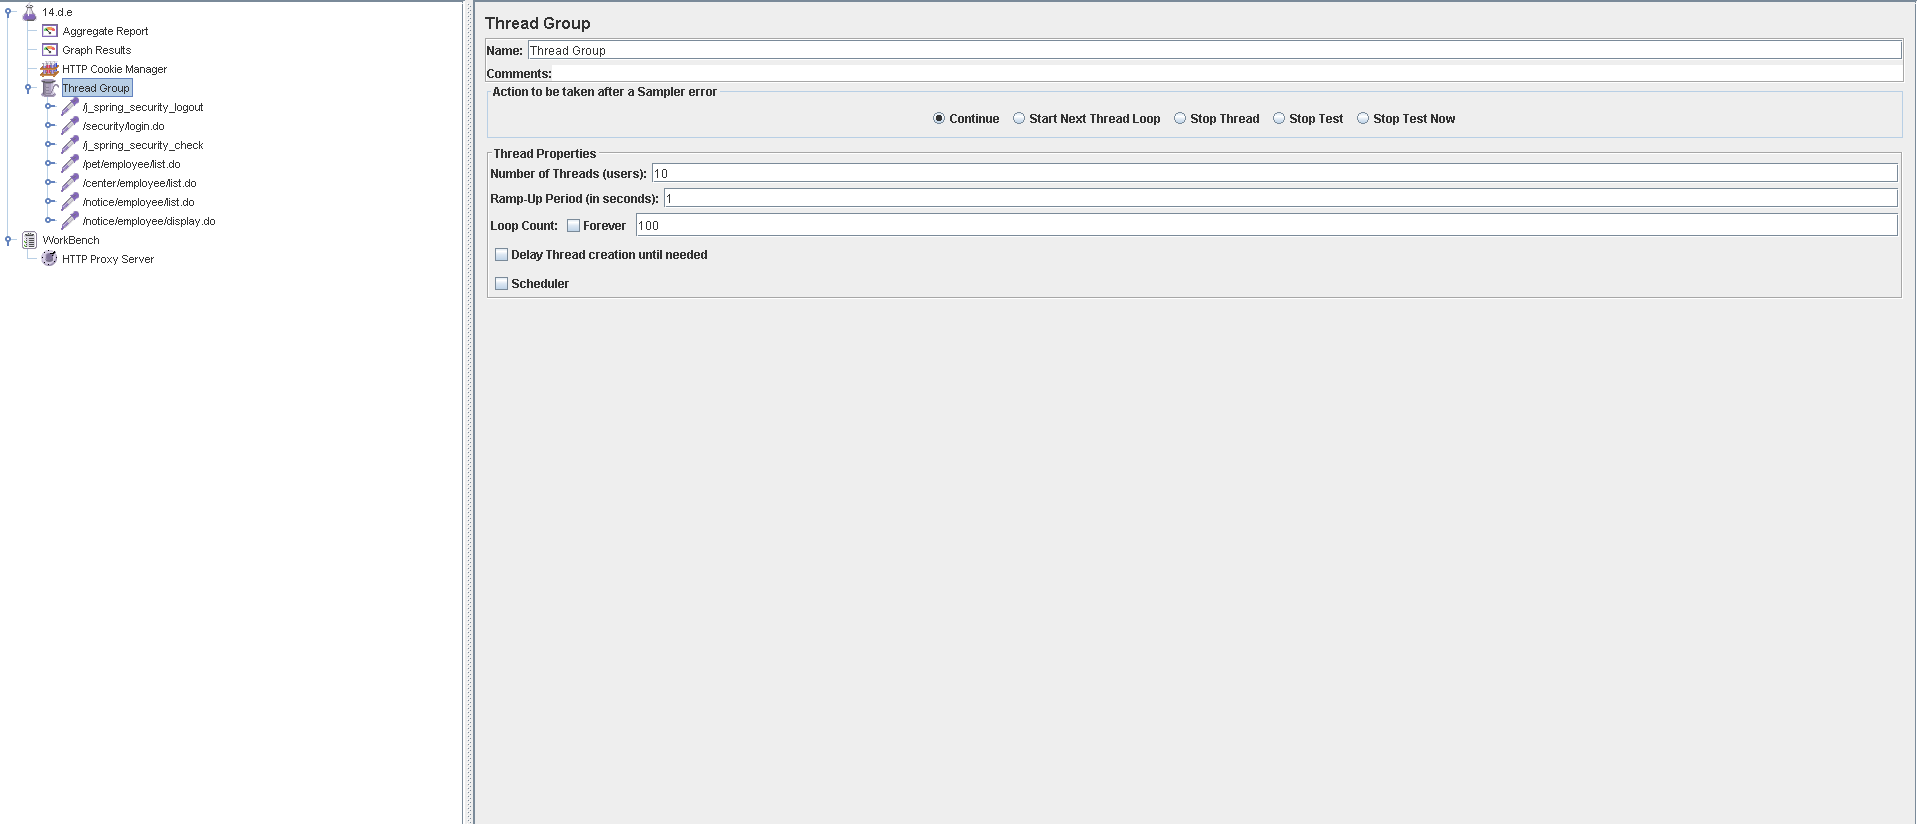 14.d.e
Aggregate Report
Graph Results
HTTP Cookie Manager
Thread Group
/j_spring_security_logout
/security/login.do
/j_spring_security_check
/pet/employee/list.do
/center/employee/list.do
/notice/employee/list.do
/notice/employee/display.do
WorkBench
HTTP Proxy Server
Thread Group
Name: Thread Group
Comments:
Action to be taken after a Sampler error
Continue Start Next Thread Loop Stop Thread Stop Test Stop Test Now
Thread Properties
Number of Threads (users): 10
Ramp-Up Period (in seconds): 1
Loop Count: Forever 100
Delay Thread creation until needed
Scheduler